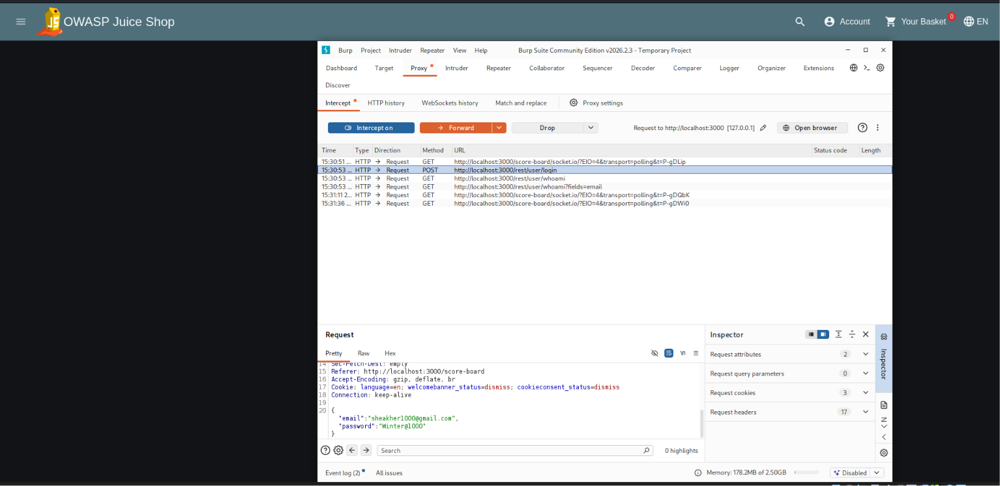 OWASP Juice Shop
Account
Your Basket
0
EN
Burp Project Intruder Repeater View Help Burp Suite Community Edition v2026.2.3 - Temporary Project
Dashboard Target Proxy Intruder Repeater Collaborator Sequencer Decoder Comparer Logger Organizer Extensions
Discover
Intercept HTTP history WebSockets history Match and replace Proxy settings
Intercept on Forward Drop Request to http://localhost:3000 [127.0.0.1] Open browser
Time Type Direction Method URL Status code Length
15:30:51 ... HTTP → Request GET http://localhost:3000/score-board/socket.io/?EIO=4&transport=polling&t=P-gDLip
15:30:53 ... HTTP → Request POST http://localhost:3000/rest/user/login
15:30:53 ... HTTP → Request GET http://localhost:3000/rest/user/whoami
15:30:53 ... HTTP → Request GET http://localhost:3000/rest/user/whoami?fields=email
15:31:11 2... HTTP → Request GET http://localhost:3000/score-board/socket.io/?EIO=4&transport=polling&t=P-gDQbK
15:31:36 ... HTTP → Request GET http://localhost:3000/score-board/socket.io/?EIO=4&transport=polling&t=P-gDWi0
Request
Pretty Raw Hex \n
14 Sec-Fetch-Dest: empty
15 Referer: http://localhost:3000/score-board
16 Accept-Encoding: gzip, deflate, br
17 Cookie: language=en; welcomebanner_status=dismiss; cookieconsent_status=dismiss
18 Connection: keep-alive
19
20 {
"email":"sheakher1000@gmail.com",
"password":"Winter@1000"
}
Search 0 highlights
Inspector
Request attributes 2
Request query parameters 0
Request cookies 3
Request headers 17
Inspector
N
Event log (2) All issues Memory: 178.2MB of 2.50GB Disabled